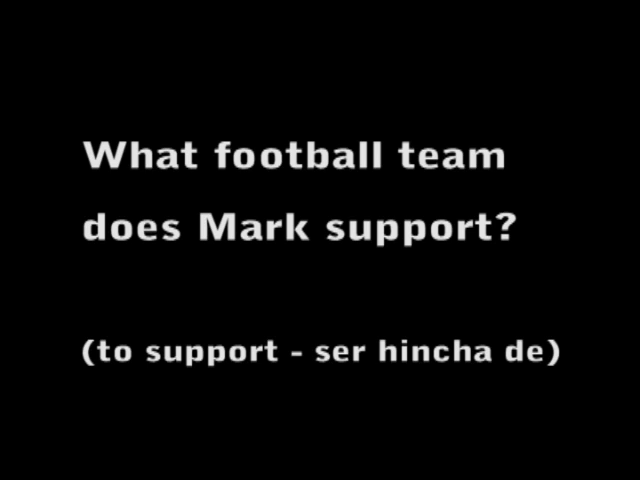 What football team
does Mark support?
(to support - ser hincha de)